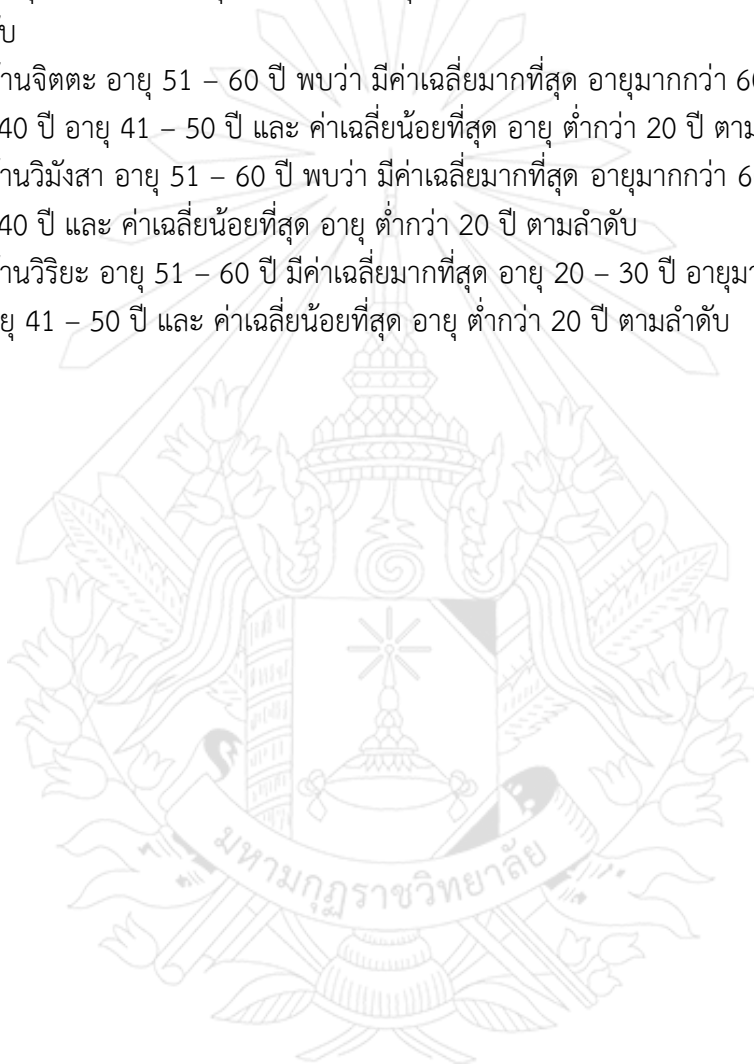 ับ
้านจิตตะ อายุ 51 – 60 ปี พบว่า มีค่าเฉลี่ยมากที่สุด อายุมากกว่า 60
40 ปี อายุ 41 – 50 ปี และ ค่าเฉลี่ยน้อยที่สุด อายุ ต่ำกว่า 20 ปี ตาม
้านวิมังสา อายุ 51 – 60 ปี พบว่า มีค่าเฉลี่ยมากที่สุด อายุมากกว่า 6
40 ปี และ ค่าเฉลี่ยน้อยที่สุด อายุ ต่ำกว่า 20 ปี ตามลำดับ
้านวิริยะ อายุ 51 – 60 ปี มีค่าเฉลี่ยมากที่สุด อายุ 20 – 30 ปี อายุมา
ยุ 41 – 50 ปี และ ค่าเฉลี่ยน้อยที่สุด อายุ ต่ำกว่า 20 ปี ตามลำดับ
มหามกุฏราชวิทยาลัย